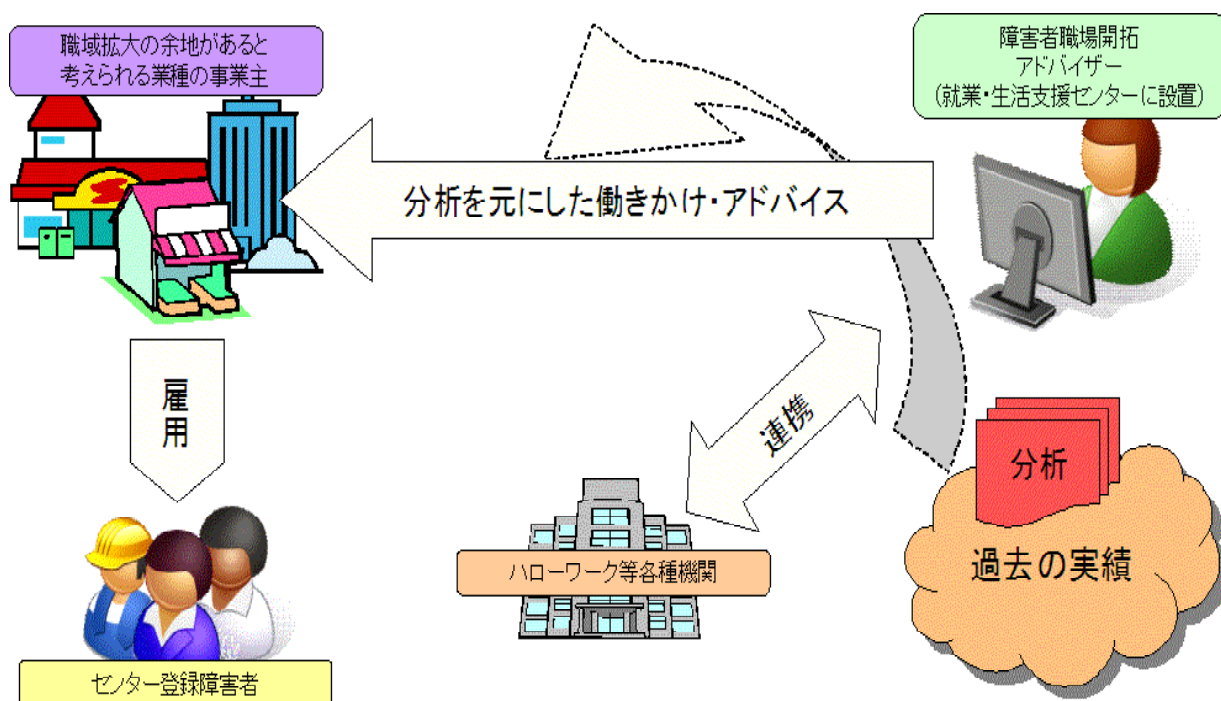 職域拡大の余地があると
考えられる業種の事業主
障害者職場開拓
アドバイザー
(就業・生活支援センターに設置)
分析を元にした働きかけ・アドバイス
雇用
連携
分析
過去の実績
ハローワーク等各種機関
センター登録障害者